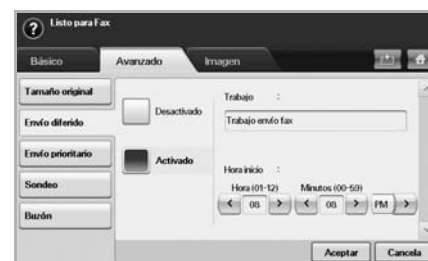 ? Listo para Fax
Básico Avanzado Imagen
Tamaño original
Envío diferido
Envío prioritario
Sondeo
Buzón
Desactivado
Activado
Trabajo :
Trabajo envío fax
Hora inicio :
Hora (01-12) Minutos (00-59)
< 08 > < 08 > PM >
Aceptar Cancela